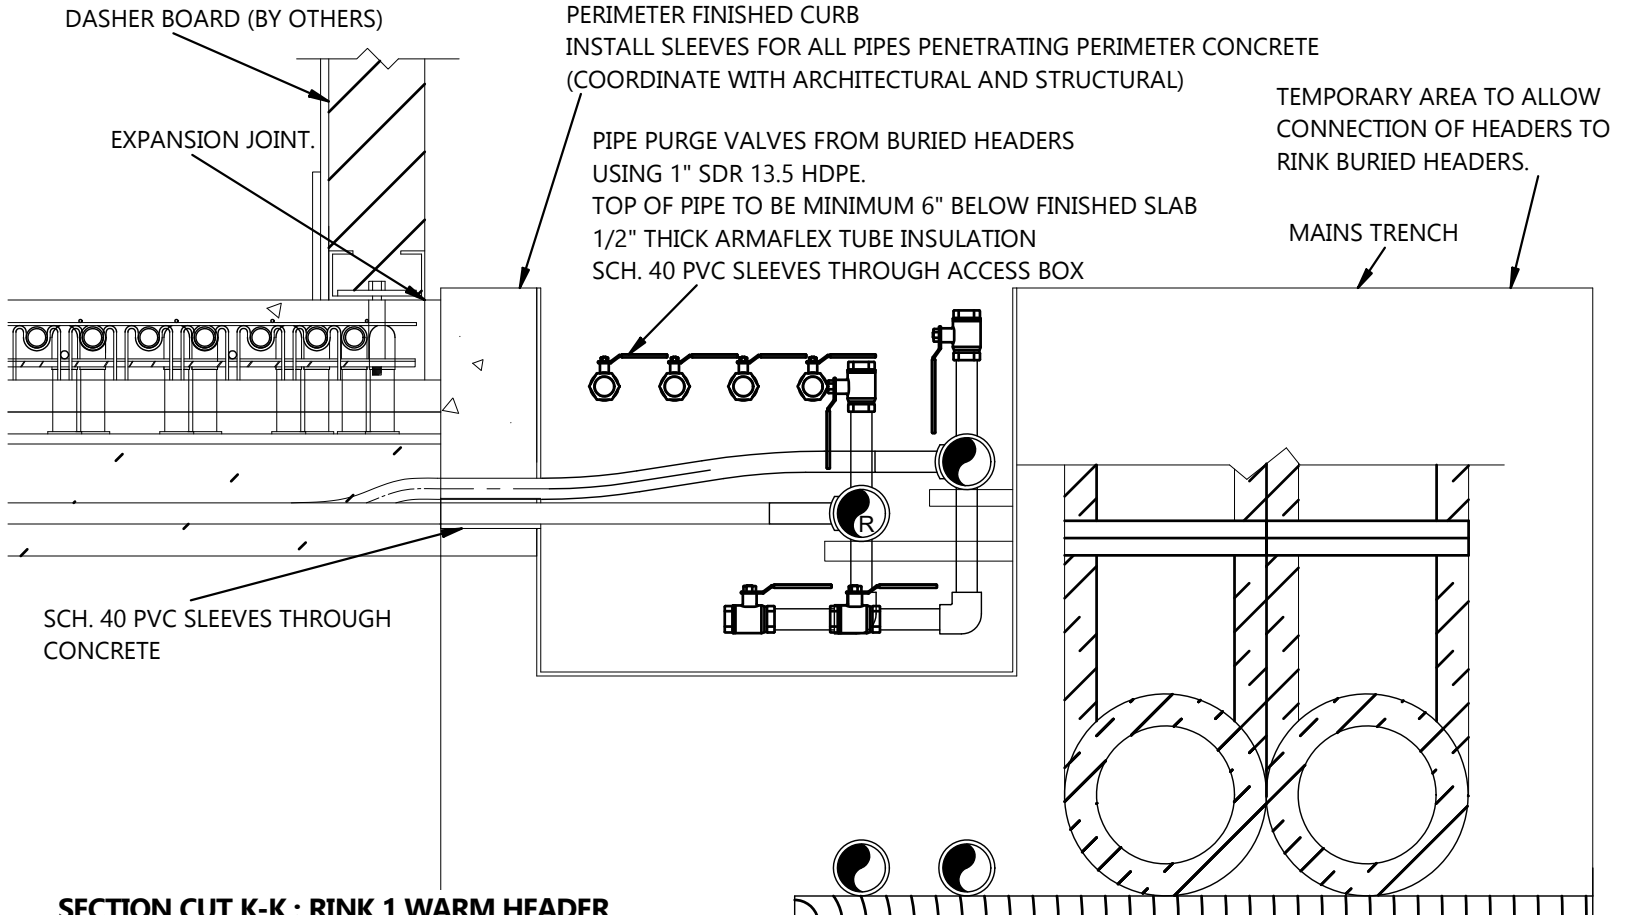 DASHER BOARD (BY OTHERS)
PERIMETER FINISHED CURB
INSTALL SLEEVES FOR ALL PIPES PENETRATING PERIMETER CONCRETE
(COORDINATE WITH ARCHITECTURAL AND STRUCTURAL)
TEMPORARY AREA TO ALLOW
CONNECTION OF HEADERS TO
RINK BURIED HEADERS.
EXPANSION JOINT.
PIPE PURGE VALVES FROM BURIED HEADERS
USING 1" SDR 13.5 HDPE.
TOP OF PIPE TO BE MINIMUM 6" BELOW FINISHED SLAB
1/2" THICK ARMAFLEX TUBE INSULATION
SCH. 40 PVC SLEEVES THROUGH ACCESS BOX
MAINS TRENCH
R
SCH. 40 PVC SLEEVES THROUGH
CONCRETE
SECTION CUT K-K : RINK 1 WARM HEADER